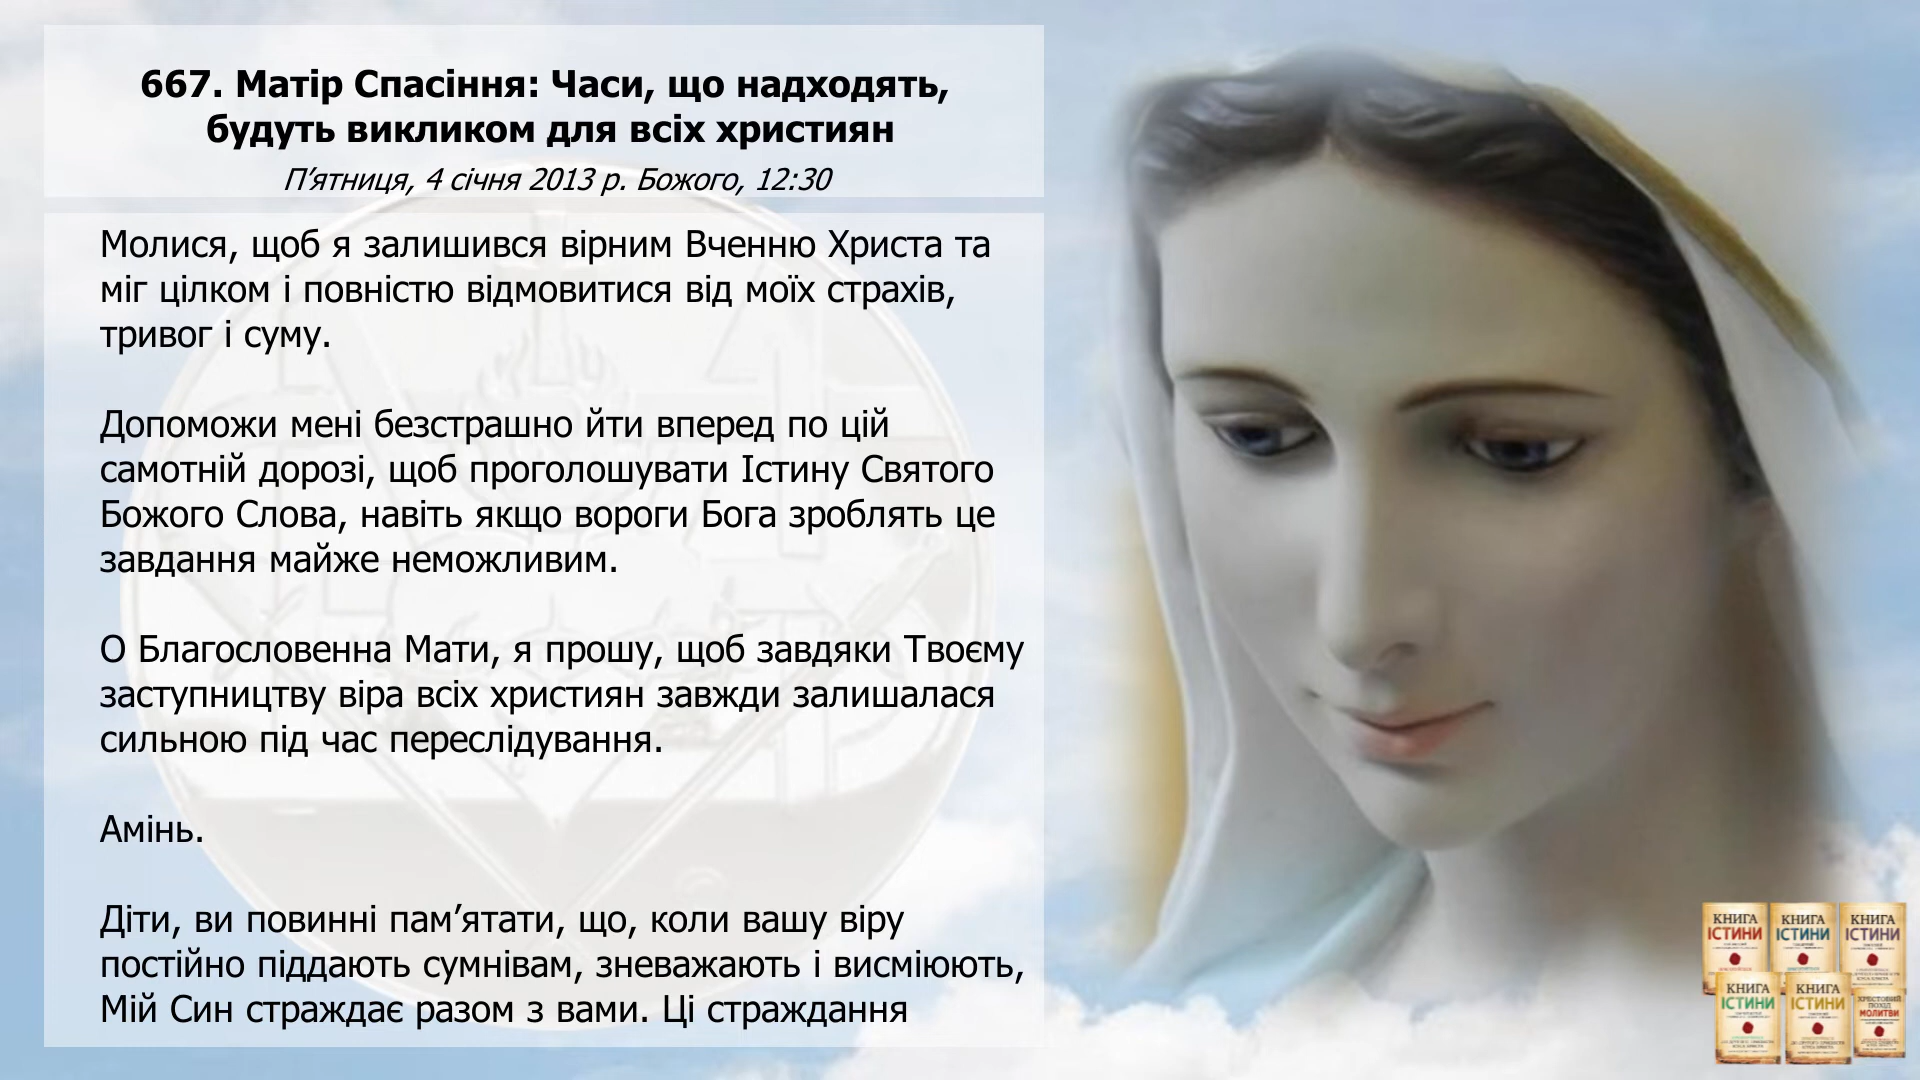 667. Матір Спасіння: Часи, що надходять,
будуть викликом для всіх християн
П’ятниця, 4 січня 2013 р. Божого, 12:30
Молися, щоб я залишився вірним Вченню Христа та
міг цілком і повністю відмовитися від моїх страхів,
тривог і суму.
Допоможи мені безстрашно йти вперед по цій
самотній дорозі, щоб проголошувати Істину Святого
Божого Слова, навіть якщо вороги Бога зроблять це
завдання майже неможливим.
О Благословенна Мати, я прошу, щоб завдяки Твоєму
заступництву віра всіх християн завжди залишалася
сильною під час переслідування.
Амінь.
Діти, ви повинні пам’ятати, що, коли вашу віру
постійно піддають сумнівам, зневажають і висміюють,
Мій Син страждає разом з вами. Ці страждання
КНИГА
ІСТИНИ
КНИГА
ІСТИНИ
КНИГА
ІСТИНИ
КНИГА
ІСТИНИ
КНИГА
ІСТИНИ
ХРЕСТОВИЙ
ПОХІД
МОЛИТВИ